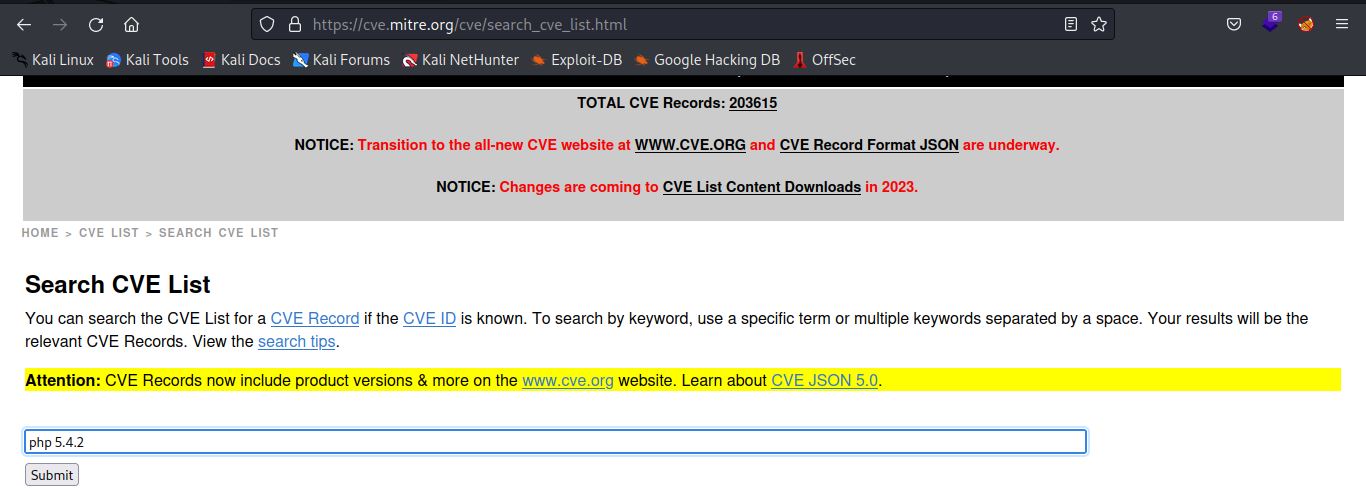 https://cve.mitre.org/cve/search_cve_list.html
6
Kali Linux Kali Tools Kali Docs Kali Forums Kali NetHunter Exploit-DB Google Hacking DB OffSec
TOTAL CVE Records: 203615
NOTICE: Transition to the all-new CVE website at WWW.CVE.ORG and CVE Record Format JSON are underway.
NOTICE: Changes are coming to CVE List Content Downloads in 2023.
HOME > CVE LIST > SEARCH CVE LIST
Search CVE List
You can search the CVE List for a CVE Record if the CVE ID is known. To search by keyword, use a specific term or multiple keywords separated by a space. Your results will be the
relevant CVE Records. View the search tips.
Attention: CVE Records now include product versions & more on the www.cve.org website. Learn about CVE JSON 5.0.
php 5.4.2
Submit